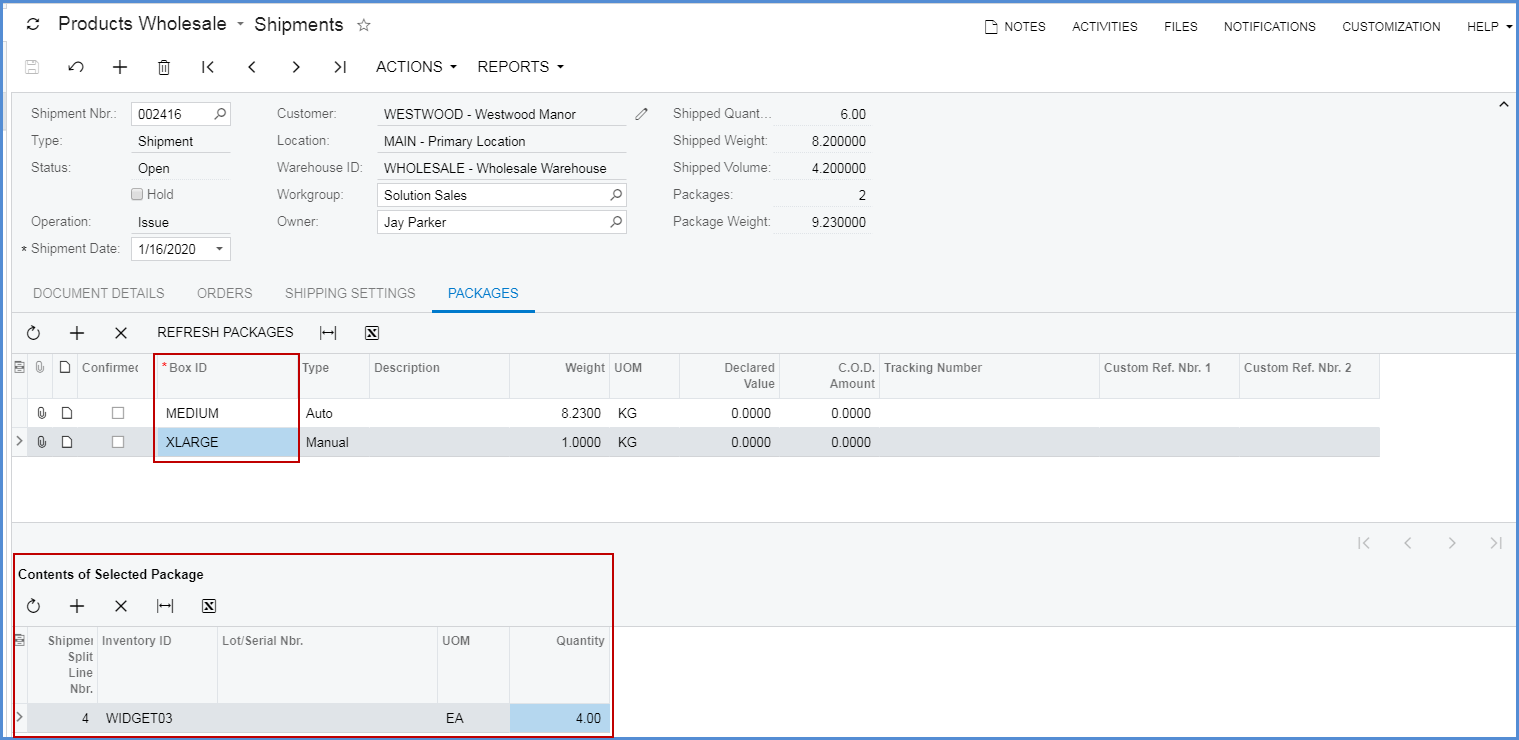 Products Wholesale Shipments
NOTES ACTIVITIES FILES NOTIFICATIONS CUSTOMIZATION HELP
ACTIONS REPORTS
Shipment Nbr.: 002416 Customer: WESTWOOD - Westwood Manor Shipped Quant... 6.00
Type: Shipment Location: MAIN - Primary Location Shipped Weight: 8.200000
Status: Open Warehouse ID: WHOLESALE - Wholesale Warehouse Shipped Volume: 4.200000
Hold Workgroup: Solution Sales Packages: 2
Operation: Issue Owner: Jay Parker Package Weight: 9.230000
* Shipment Date: 1/16/2020
DOCUMENT DETAILS ORDERS SHIPPING SETTINGS PACKAGES
REFRESH PACKAGES
Confirmed * Box ID Type Description Weight UOM Declared C.O.D. Tracking Number Custom Ref. Nbr. 1 Custom Ref. Nbr. 2
Value Amount
MEDIUM Auto 8.2300 KG 0.0000 0.0000
XLARGE Manual 1.0000 KG 0.0000 0.0000
Contents of Selected Package
Shipmer Inventory ID Lot/Serial Nbr. UOM Quantity
Split
Line
Nbr.
4 WIDGET03 EA 4.00